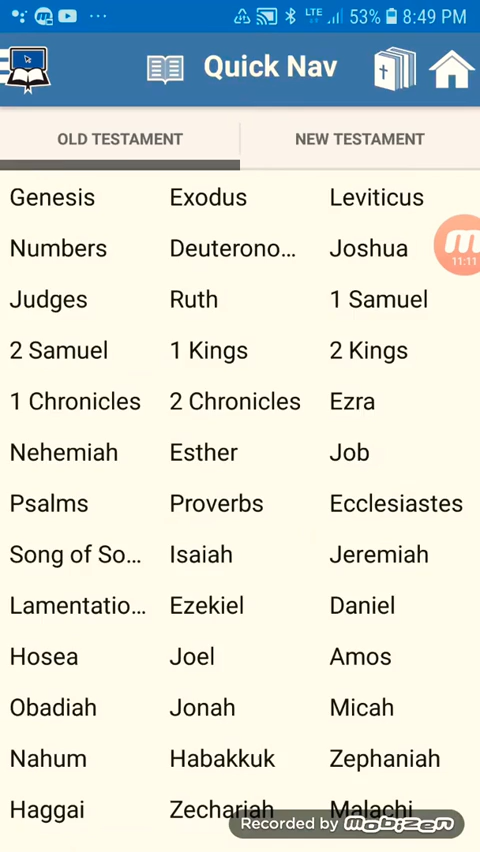 ··· LTE 53% 8:49 PM
Quick Nav
OLD TESTAMENT NEW TESTAMENT
Genesis Exodus Leviticus
Numbers Deuterono... Joshua
11:11
Judges Ruth 1 Samuel
2 Samuel 1 Kings 2 Kings
1 Chronicles 2 Chronicles Ezra
Nehemiah Esther Job
Psalms Proverbs Ecclesiastes
Song of So... Isaiah Jeremiah
Lamentatio... Ezekiel Daniel
Hosea Joel Amos
Obadiah Jonah Micah
Nahum Habakkuk Zephaniah
Haggai Zechariah Malachi
Recorded by mobizen